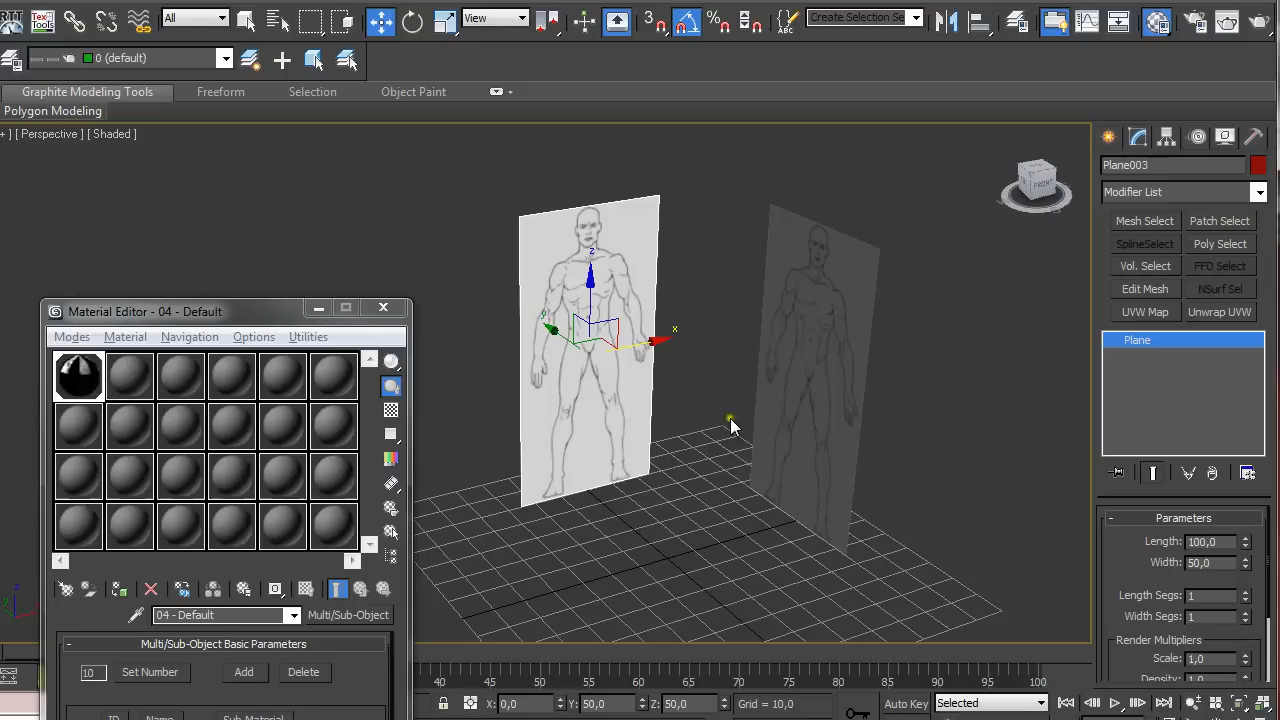 All
View
Create Selection Se
0 (default)
Graphite Modeling Tools
Freeform
Selection
Object Paint
Polygon Modeling
+ ] [ Perspective ] [ Shaded ]
FRONT
z
y
x
Plane003
Modifier List
Mesh Select
Patch Select
SplineSelect
Poly Select
Vol. Select
FFD Select
Edit Mesh
NSurf Sel
UVW Map
Unwrap UVW
Plane
Parameters
Length: 100,0
Width: 50,0
Length Segs: 1
Width Segs: 1
Render Multipliers
Scale: 1,0
Density: 1,0
Material Editor - 04 - Default
Modes
Material
Navigation
Options
Utilities
04 - Default
Multi/Sub-Object
Multi/Sub-Object Basic Parameters
10
Set Number
Add
Delete
ID
Name
Sub-Material
40 45 50 55 60 65 70 75 80 85 90 95 100
X: 0,0
Y: 50,0
Z: 50,0
Grid = 10,0
Auto Key
Selected